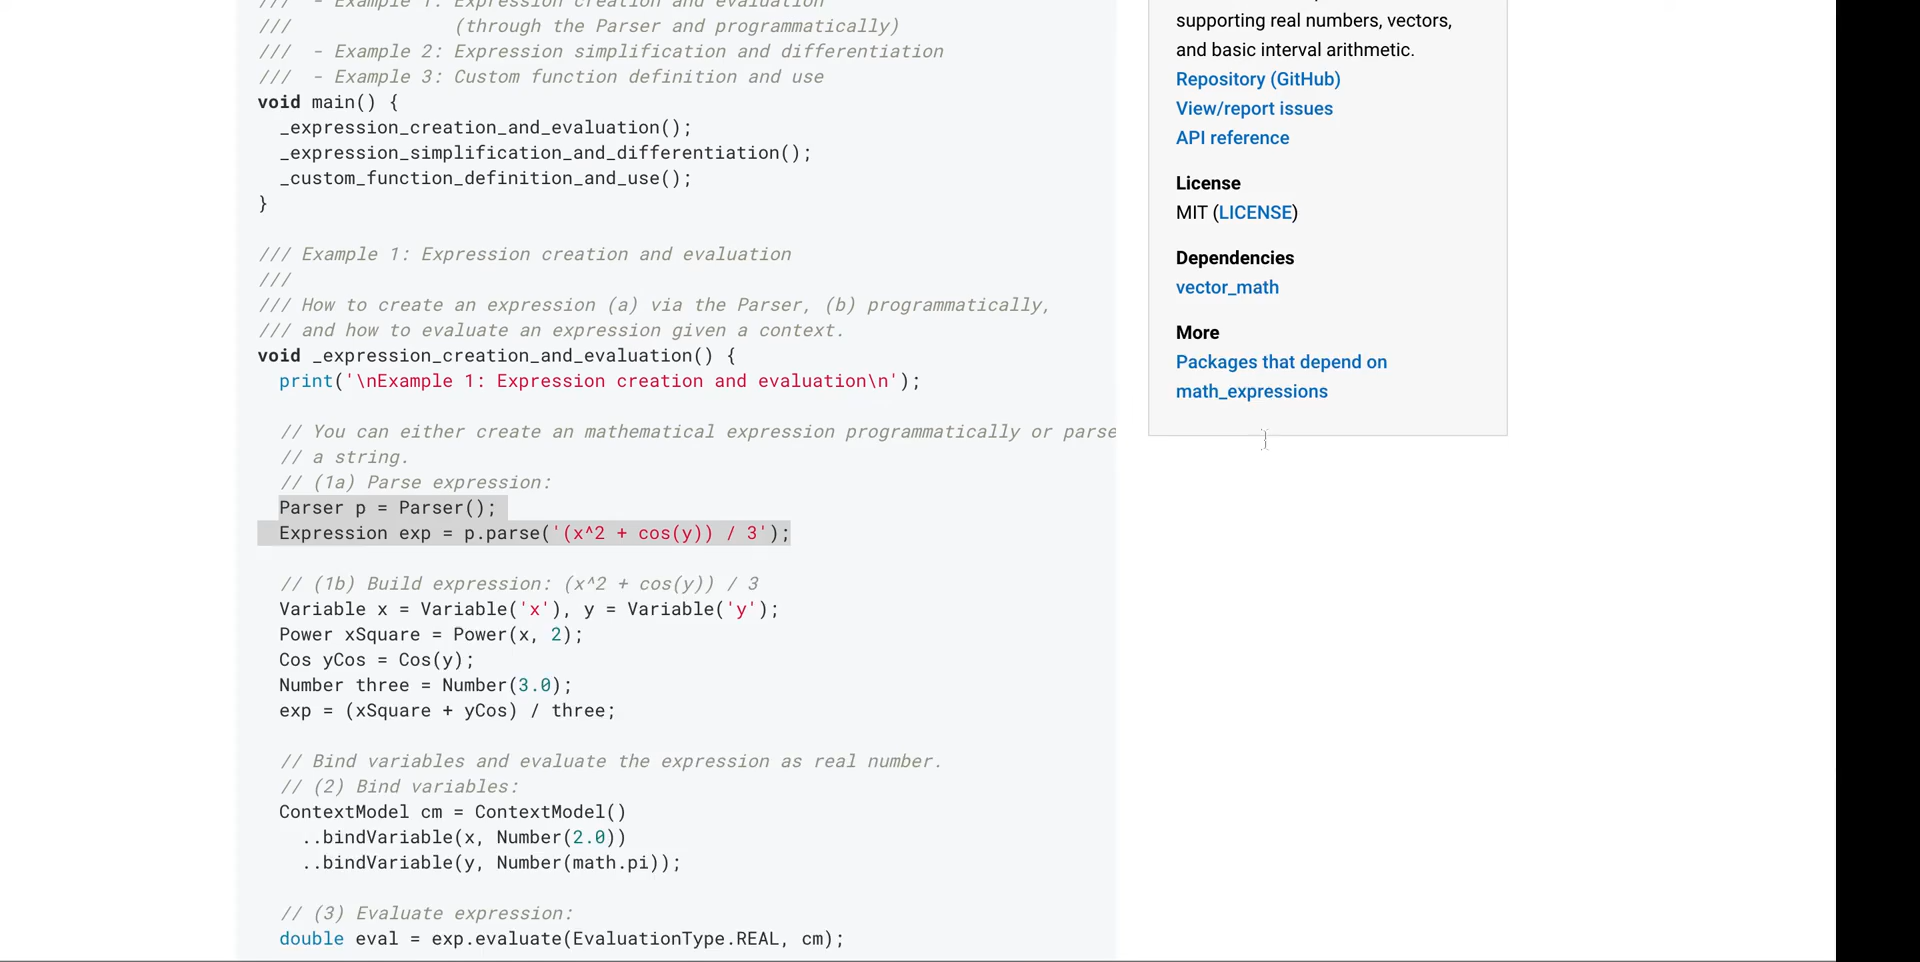 /// - Example 1: Expression creation and evaluation
/// (through the Parser and programmatically)
/// - Example 2: Expression simplification and differentiation
/// - Example 3: Custom function definition and use
void main() {
_expression_creation_and_evaluation();
_expression_simplification_and_differentiation();
_custom_function_definition_and_use();
}
/// Example 1: Expression creation and evaluation
///
/// How to create an expression (a) via the Parser, (b) programmatically,
/// and how to evaluate an expression given a context.
void _expression_creation_and_evaluation() {
print('\nExample 1: Expression creation and evaluation\n');
// You can either create an mathematical expression programmatically or parse
// a string.
// (1a) Parse expression:
Parser p = Parser();
Expression exp = p.parse('(x^2 + cos(y)) / 3');
// (1b) Build expression: (x^2 + cos(y)) / 3
Variable x = Variable('x'), y = Variable('y');
Power xSquare = Power(x, 2);
Cos yCos = Cos(y);
Number three = Number(3.0);
exp = (xSquare + yCos) / three;
// Bind variables and evaluate the expression as real number.
// (2) Bind variables:
ContextModel cm = ContextModel()
..bindVariable(x, Number(2.0))
..bindVariable(y, Number(math.pi));
// (3) Evaluate expression:
double eval = exp.evaluate(EvaluationType.REAL, cm);
supporting real numbers, vectors,
and basic interval arithmetic.
Repository (GitHub)
View/report issues
API reference
License
MIT (LICENSE)
Dependencies
vector_math
More
Packages that depend on
math_expressions